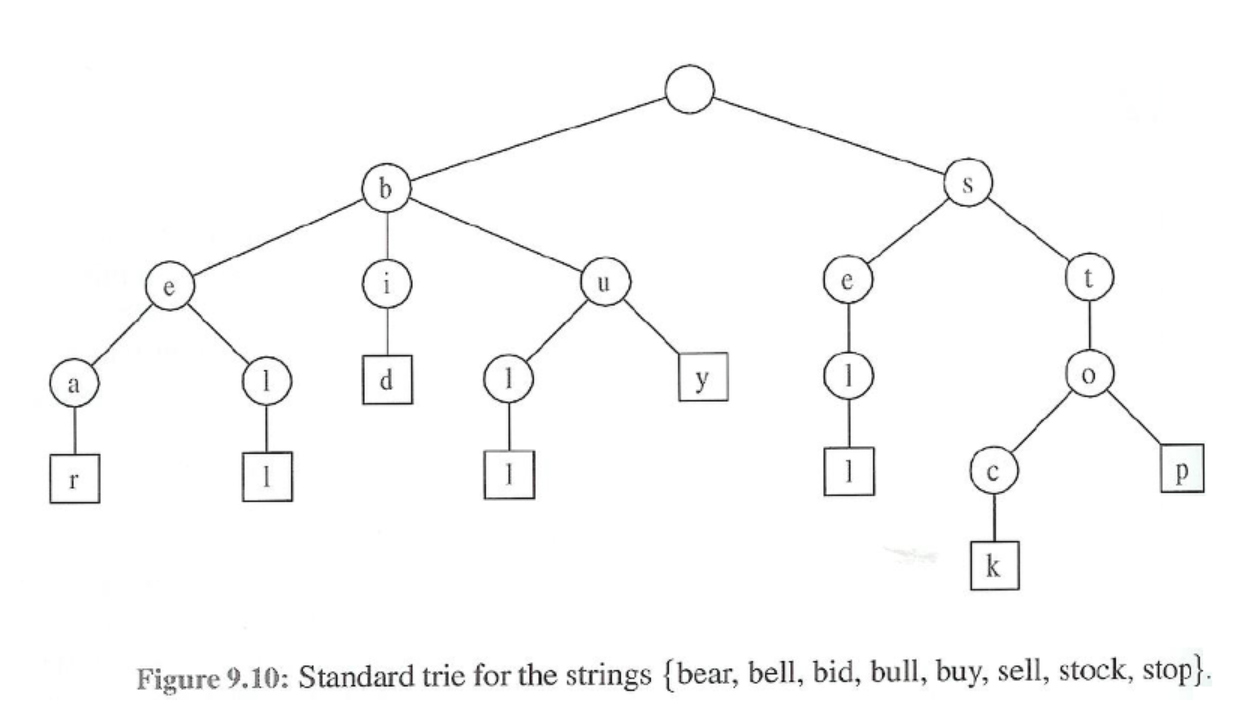 b s
e i u e t
a l d l y l o
r l l l c p
k
Figure 9.10: Standard trie for the strings {bear, bell, bid, bull, buy, sell, stock, stop}.